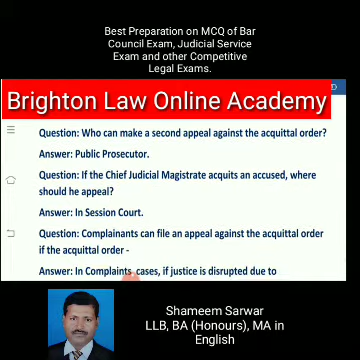 Best Preparation on MCQ of Bar
Council Exam, Judicial Service
Exam and other Competitive
Legal Exams.
Brighton Law Online Academy
Question: Who can make a second appeal against the acquittal order?
Answer: Public Prosecutor.
Question: If the Chief Judicial Magistrate acquits an accused, where
should he appeal?
Answer: In Session Court.
Question: Complainants can file an appeal against the acquittal order
if the acquittal order -
Answer: In Complaints cases, if justice is disrupted due to
Shameem Sarwar
LLB, BA (Honours), MA in
English